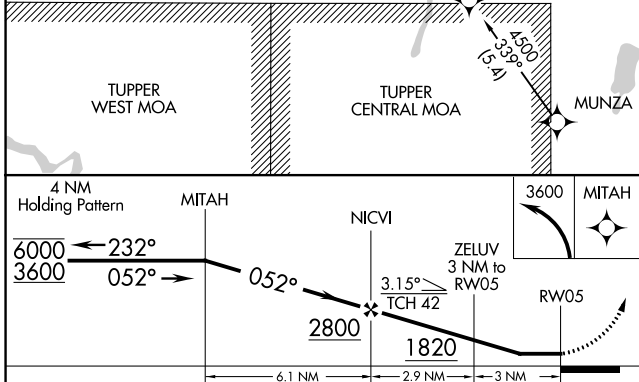 4500
339°
(5.4)
TUPPER
WEST MOA
TUPPER
CENTRAL MOA
MUNZA
4 NM
Holding Pattern
MITAH
NICVI
3600
MITAH
6000
232°
3600
052°
052°
3.15°
TCH 42
ZELUV
3 NM to
RW05
RW05
2800
1820
6.1 NM
2.9 NM
3 NM